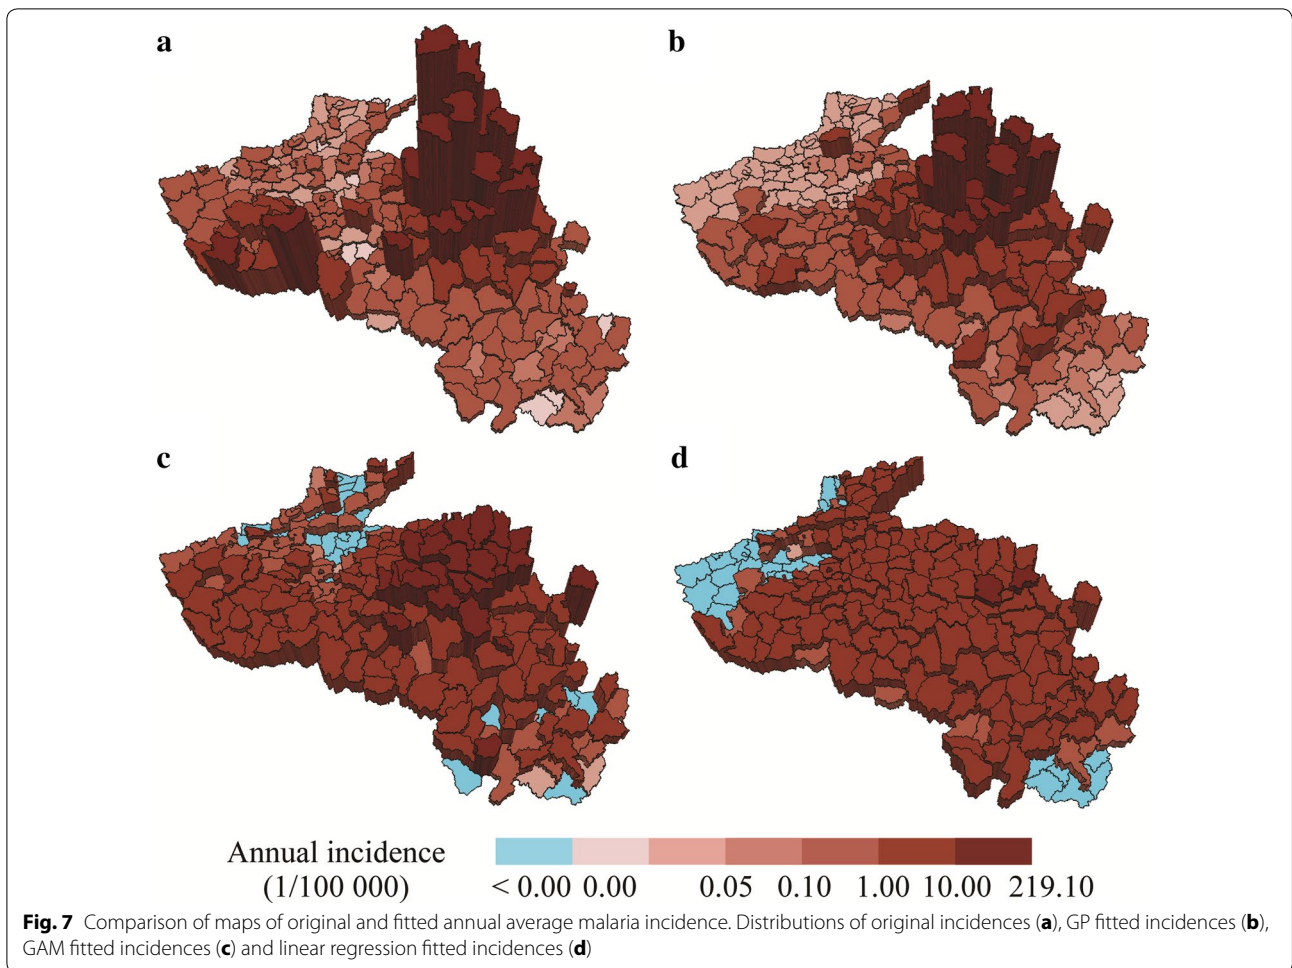 a
b
c
d
Annual incidence
(1/100 000)
< 0.00 0.00 0.05 0.10 1.00 10.00 219.10
Fig. 7 Comparison of maps of original and fitted annual average malaria incidence. Distributions of original incidences (a), GP fitted incidences (b),
GAM fitted incidences (c) and linear regression fitted incidences (d)